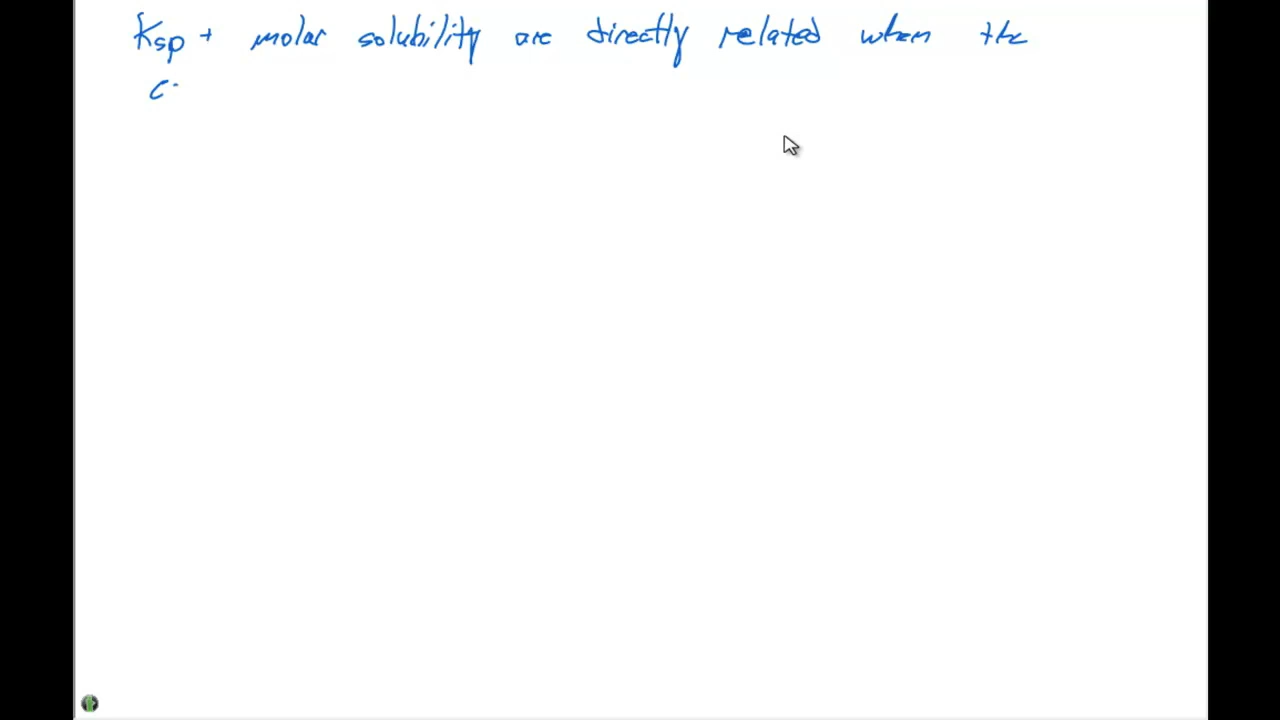 Ksp + molar solubility are directly related when the